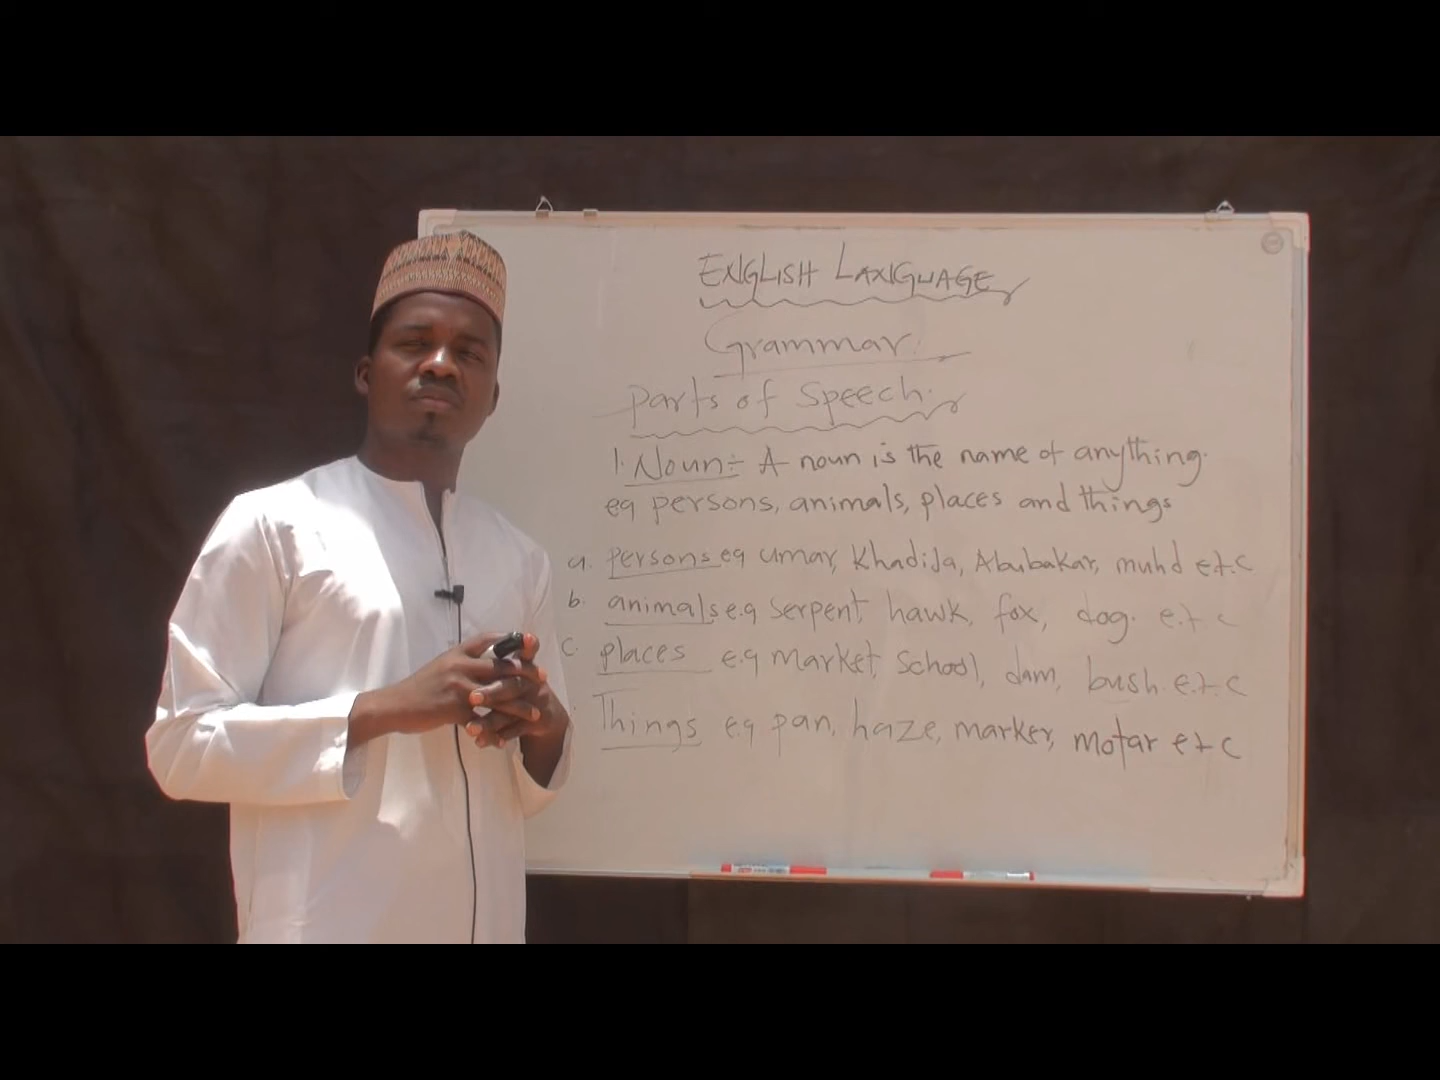 ENGLISH LANGUAGE
Grammar
Parts of Speech.
1. Noun:- A noun is the name of anything.
eg persons, animals, places and things
a. persons eg umar, Khadija, Abubakar, muhd e.t.c
b. animals e.g serpent, hawk, fox, dog. e.t.c
c. places e.g market, School, dam, bush e.t.c
Things e.g pan, haze, marker, motar etc